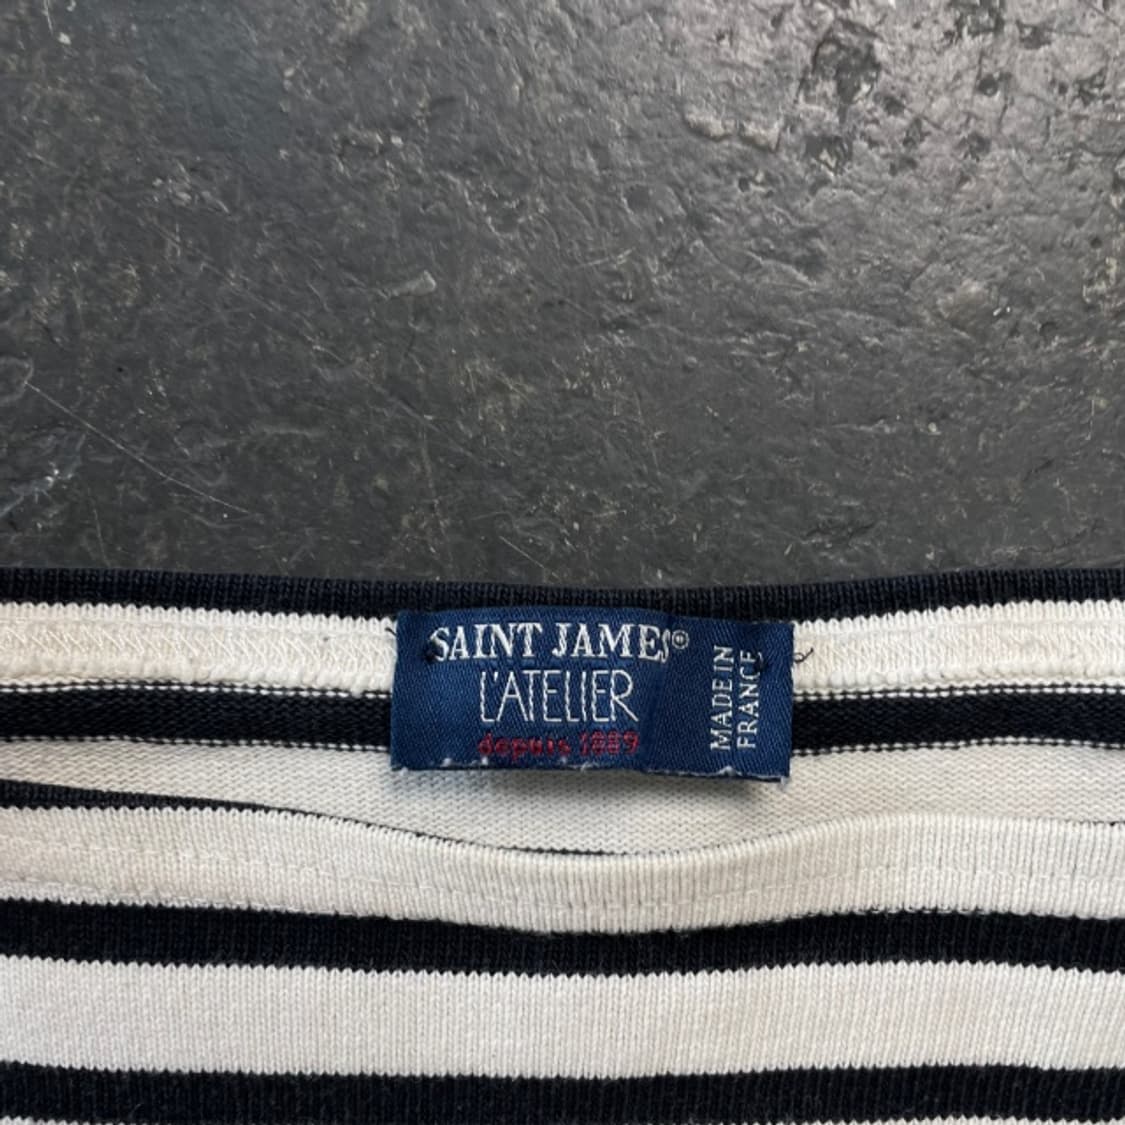 SAINT JAMES®
L'ATELIER
depuis 1889
MADE IN
FRANCE